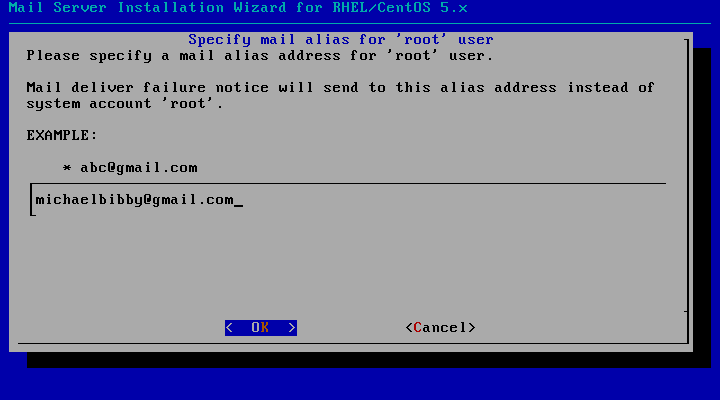 Mail Server Installation Wizard for RHEL/CentOS 5.x
Specify mail alias for 'root' user
Please specify a mail alias address for 'root' user.
Mail deliver failure notice will send to this alias address instead of
system account 'root'.
EXAMPLE:
* abc@gmail.com
michaelbibby@gmail.com_
< OK > <Cancel>